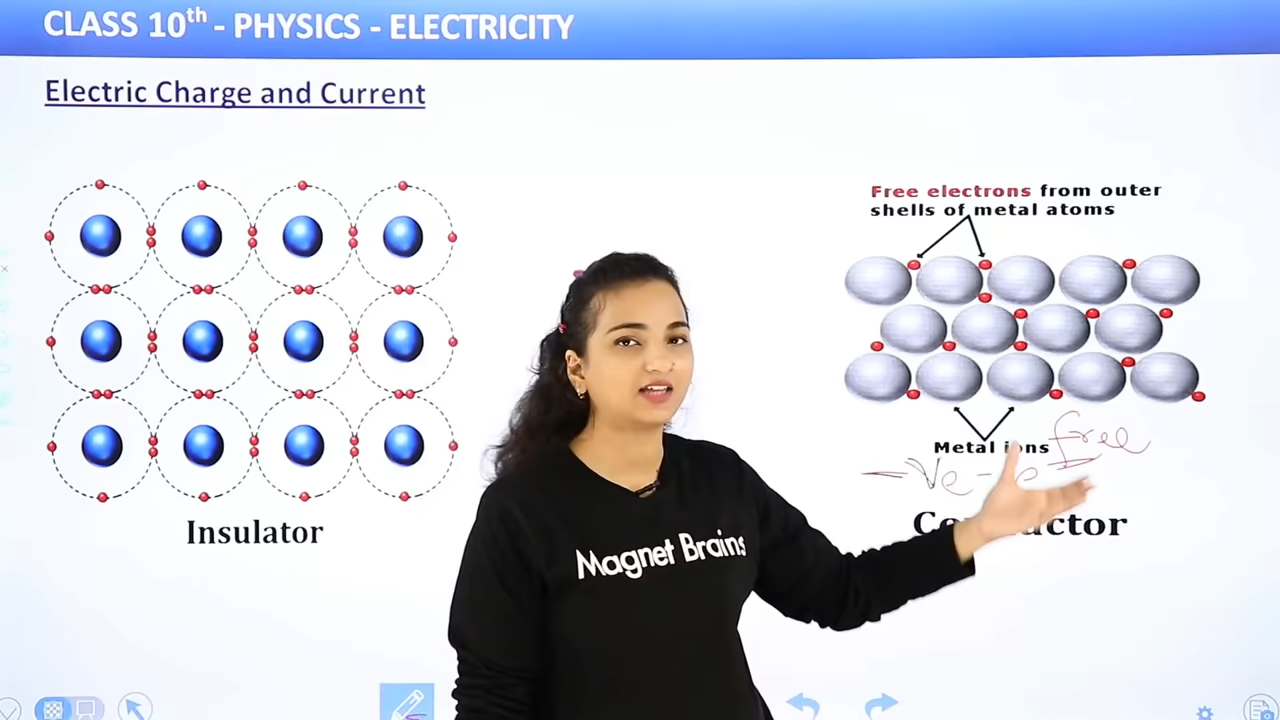 CLASS 10th - PHYSICS - ELECTRICITY
Electric Charge and Current
Free electrons from outer
shells of metal atoms
Metal ions
free
-ve -
Insulator
Magnet Brains